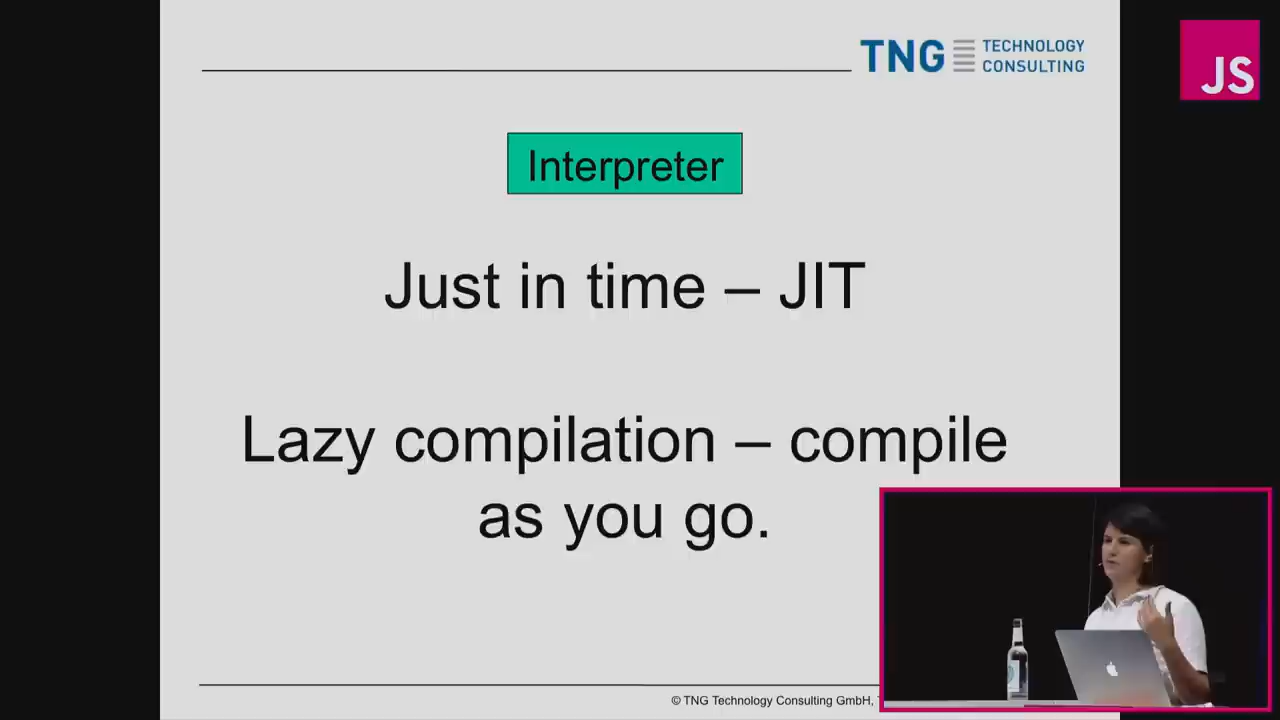 TNG TECHNOLOGY
CONSULTING
JS
Interpreter
Just in time – JIT
Lazy compilation – compile
as you go.
© TNG Technology Consulting GmbH,